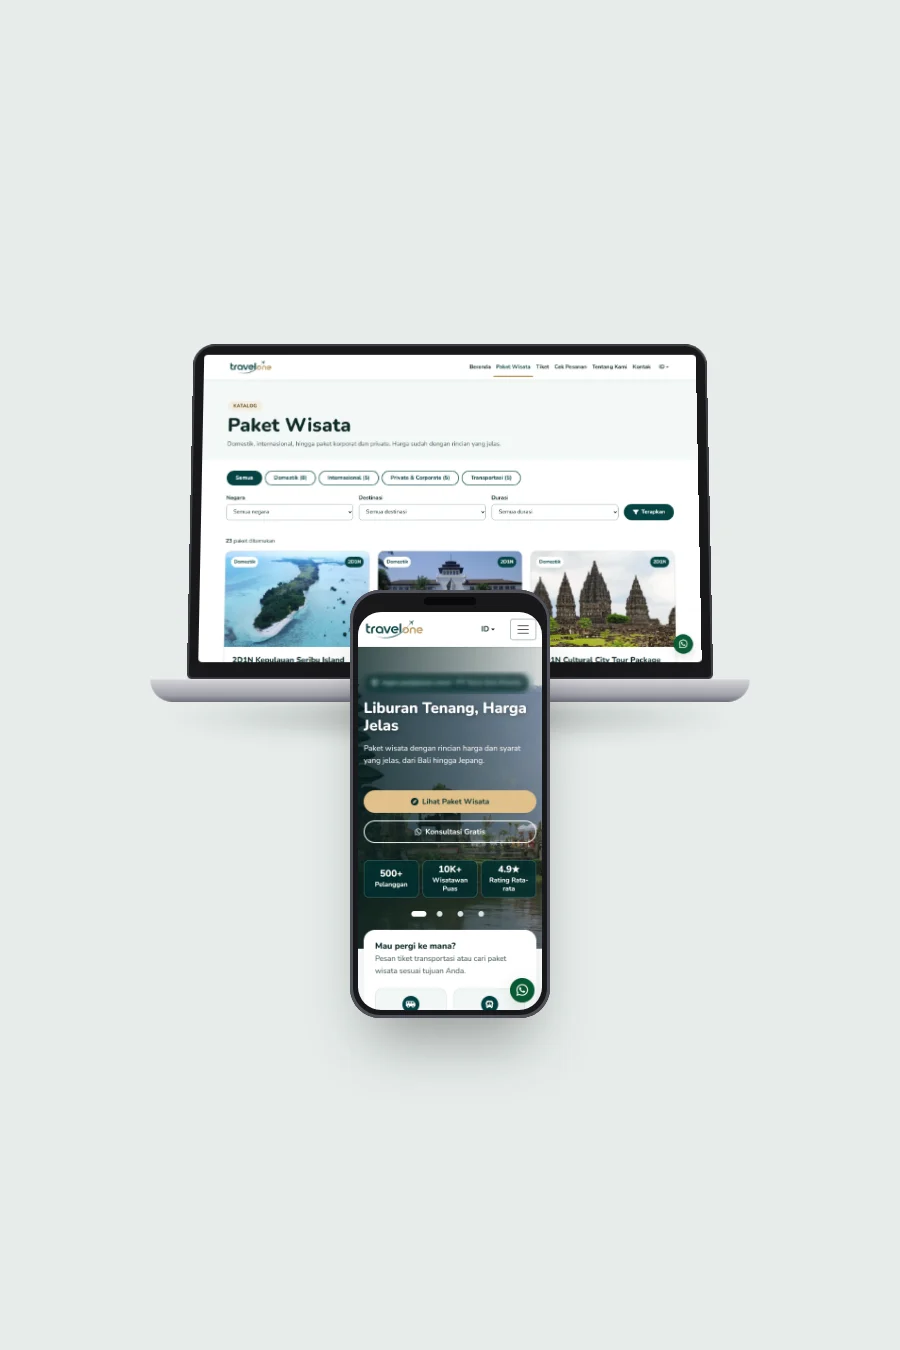 travelone
Beranda Paket Wisata Tiket Cek Pesanan Tentang Kami Kontak ID
KATALOG
Paket Wisata
Domestik, internasional, hingga paket korporat dan private. Harga sudah dengan rincian yang jelas.
Semua Domestik (8) Internasional (5) Private & Corporate (5) Transportasi (5)
Negara Destinasi Durasi
Semua negara Semua destinasi Semua durasi Terapkan
23 paket ditemukan
Domestik 2D1N Domestik 2D1N Domestik 2D1N
2D1N Kepulauan Seribu Island
1N Cultural City Tour Package
travelone ID
Liburan Tenang, Harga
Jelas
Paket wisata dengan rincian harga dan syarat
yang jelas, dari Bali hingga Jepang.
Lihat Paket Wisata
Konsultasi Gratis
500+ 10K+ 4.9★
Pelanggan Wisatawan Rating Rata-
Puas rata
Mau pergi ke mana?
Pesan tiket transportasi atau cari paket
wisata sesuai tujuan Anda.